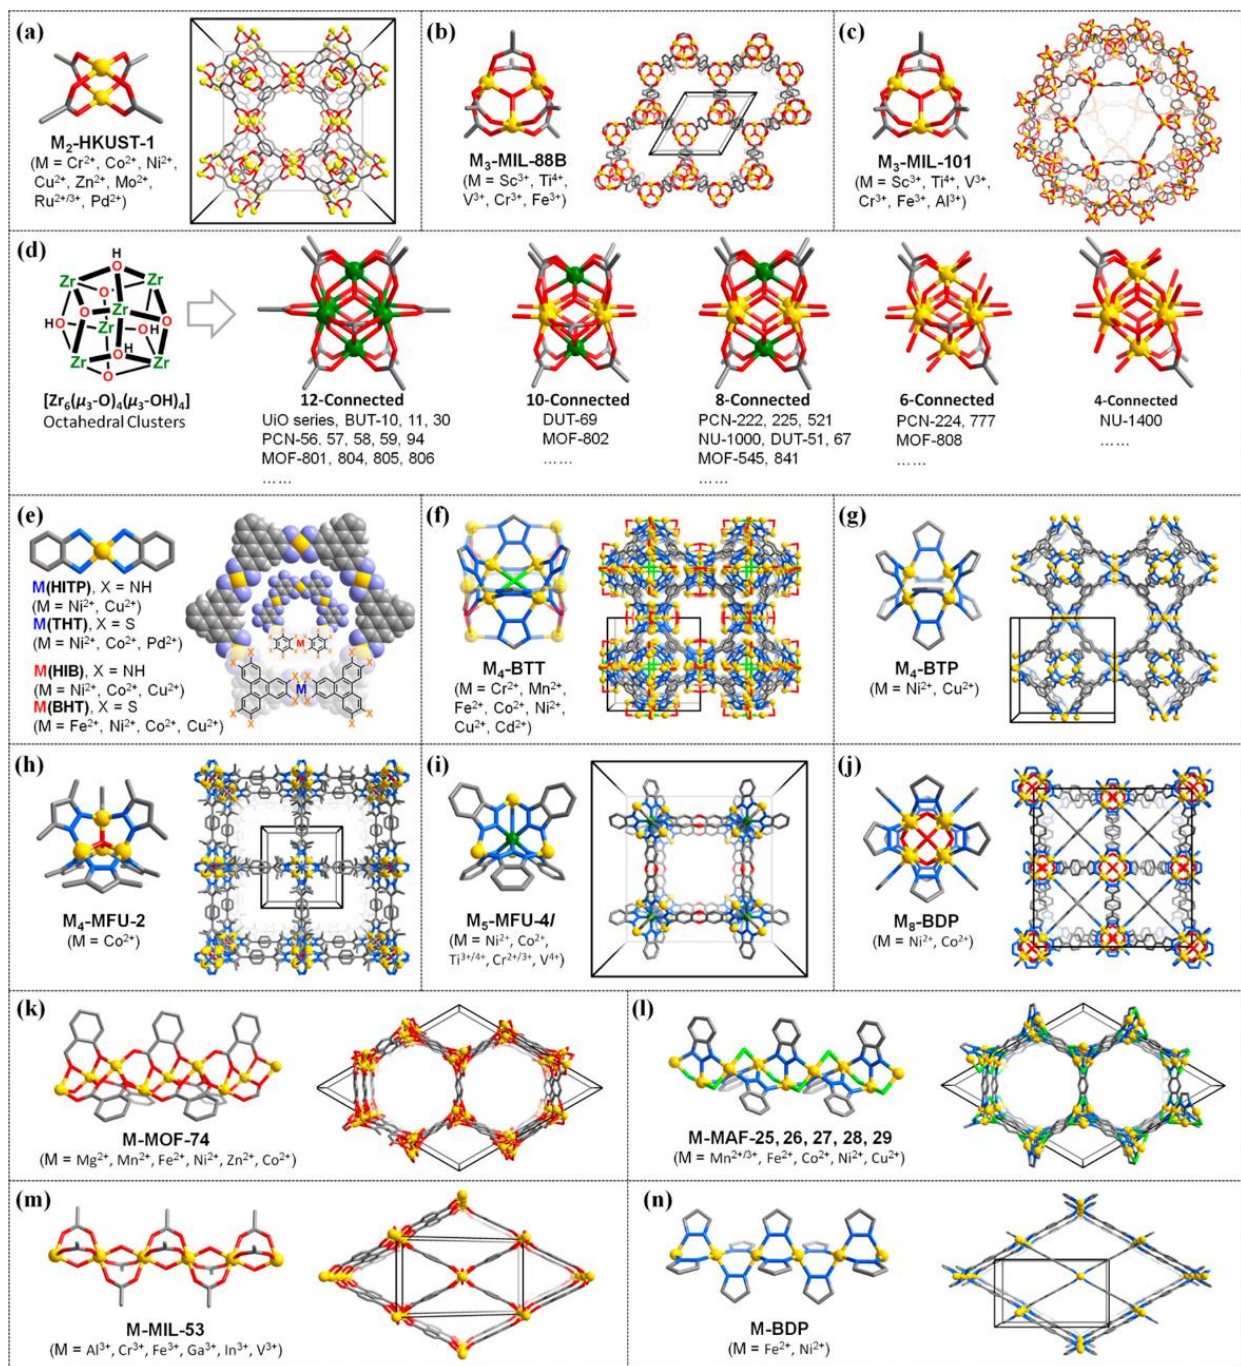 (a)
M₂-HKUST-1
(M = Cr²⁺, Co²⁺, Ni²⁺,
Cu²⁺, Zn²⁺, Mo²⁺,
Ru²⁺/³⁺, Pd²⁺)
(b)
M₃-MIL-88B
(M = Sc³⁺, Ti⁴⁺,
V³⁺, Cr³⁺, Fe³⁺)
(c)
M₃-MIL-101
(M = Sc³⁺, Ti⁴⁺, V³⁺,
Cr³⁺, Fe³⁺, Al³⁺)
(d)
H
O
Zr
Zr
O
O
Zr
HO
O
Zr
OH
O
H
Zr
Zr
O
[Zr₆(μ₃-O)₄(μ₃-OH)₄]
Octahedral Clusters
12-Connected
UiO series, BUT-10, 11, 30
PCN-56, 57, 58, 59, 94
MOF-801, 804, 805, 806
……
10-Connected
DUT-69
MOF-802
……
8-Connected
PCN-222, 225, 521
NU-1000, DUT-51, 67
MOF-545, 841
……
6-Connected
PCN-224, 777
MOF-808
……
4-Connected
NU-1400
……
(e)
M(HITP), X = NH
(M = Ni²⁺, Cu²⁺)
M(THT), X = S
(M = Ni²⁺, Co²⁺, Pd²⁺)
M(HIB), X = NH
(M = Ni²⁺, Co²⁺, Cu²⁺)
M(BHT), X = S
(M = Fe²⁺, Ni²⁺, Co²⁺, Cu²⁺)
M
X
X
X
X
M
X
X
X
X
(f)
M₄-BTT
(M = Cr²⁺, Mn²⁺,
Fe²⁺, Co²⁺, Ni²⁺,
Cu²⁺, Cd²⁺)
(g)
M₄-BTP
(M = Ni²⁺, Cu²⁺)
(h)
M₄-MFU-2
(M = Co²⁺)
(i)
M₅-MFU-4l
(M = Ni²⁺, Co²⁺,
Ti³⁺/⁴⁺, Cr²⁺/³⁺, V⁴⁺)
(j)
M₈-BDP
(M = Ni²⁺, Co²⁺)
(k)
M-MOF-74
(M = Mg²⁺, Mn²⁺, Fe²⁺, Ni²⁺, Zn²⁺, Co²⁺)
(l)
M-MAF-25, 26, 27, 28, 29
(M = Mn²⁺/³⁺, Fe²⁺, Co²⁺, Ni²⁺, Cu²⁺)
(m)
M-MIL-53
(M = Al³⁺, Cr³⁺, Fe³⁺, Ga³⁺, In³⁺, V³⁺)
(n)
M-BDP
(M = Fe²⁺, Ni²⁺)